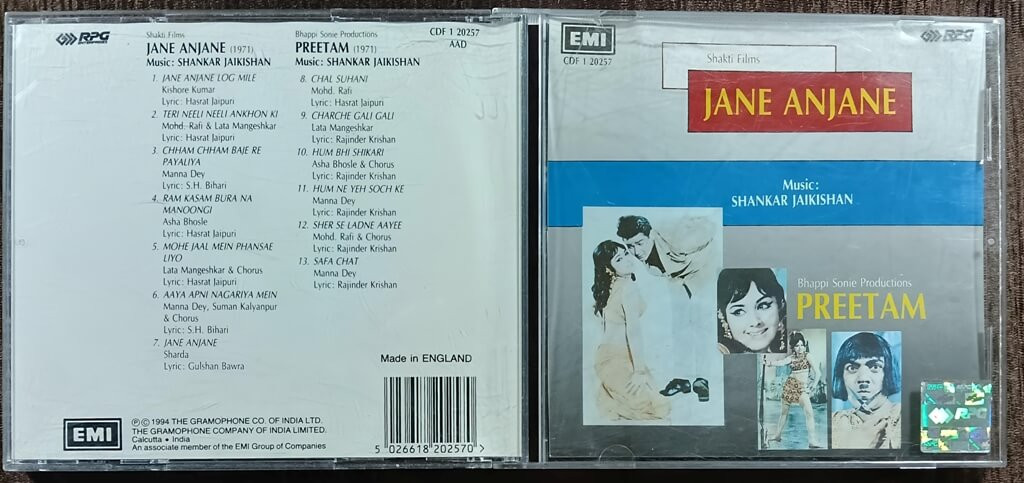 RPG
ENTERPRISES
Shakti Films
JANE ANJANE (1971)
Music: SHANKAR JAIKISHAN
1. JANE ANJANE LOG MILE
Kishore Kumar
Lyric: Hasrat Jaipuri
2. TERI NEELI NEELI ANKHON KI
Mohd. Rafi & Lata Mangeshkar
Lyric: Hasrat Jaipuri
3. CHHAM CHHAM BAJE RE
PAYALIYA
Manna Dey
Lyric: S.H. Bihari
4. RAM KASAM BURA NA
MANOONGI
Asha Bhosle
Lyric: Hasrat Jaipuri
5. MOHE JAAL MEIN PHANSAE
LIYO
Lata Mangeshkar & Chorus
Lyric: Hasrat Jaipuri
6. AAYA APNI NAGARIYA MEIN
Manna Dey, Suman Kalyanpur
& Chorus
Lyric: S.H. Bihari
7. JANE ANJANE
Sharda
Lyric: Gulshan Bawra
Bhappi Sonie Productions
PREETAM (1971)
Music: SHANKAR JAIKISHAN
CDF 1 20257
AAD
8. CHAL SUHANI
Mohd. Rafi
Lyric: Hasrat Jaipuri
9. CHARCHE GALI GALI
Lata Mangeshkar
Lyric: Rajinder Krishan
10. HUM BHI SHIKARI
Asha Bhosle & Chorus
Lyric: Rajinder Krishan
11. HUM NE YEH SOCH KE
Manna Dey
Lyric: Rajinder Krishan
12. SHER SE LADNE AAYEE
Mohd. Rafi & Chorus
Lyric: Rajinder Krishan
13. SAFA CHAT
Manna Dey
Lyric: Rajinder Krishan
Made in ENGLAND
EMI
℗ © 1994 THE GRAMOPHONE CO. OF INDIA LTD.
THE GRAMOPHONE COMPANY OF INDIA LIMITED.
Calcutta • India
An associate member of the EMI Group of Companies
5 026618 202570 >
EMI
CDF 1 20257
RPG
Shakti Films
JANE ANJANE
Music:
SHANKAR JAIKISHAN
Bhappi Sonie Productions
PREETAM
RPG